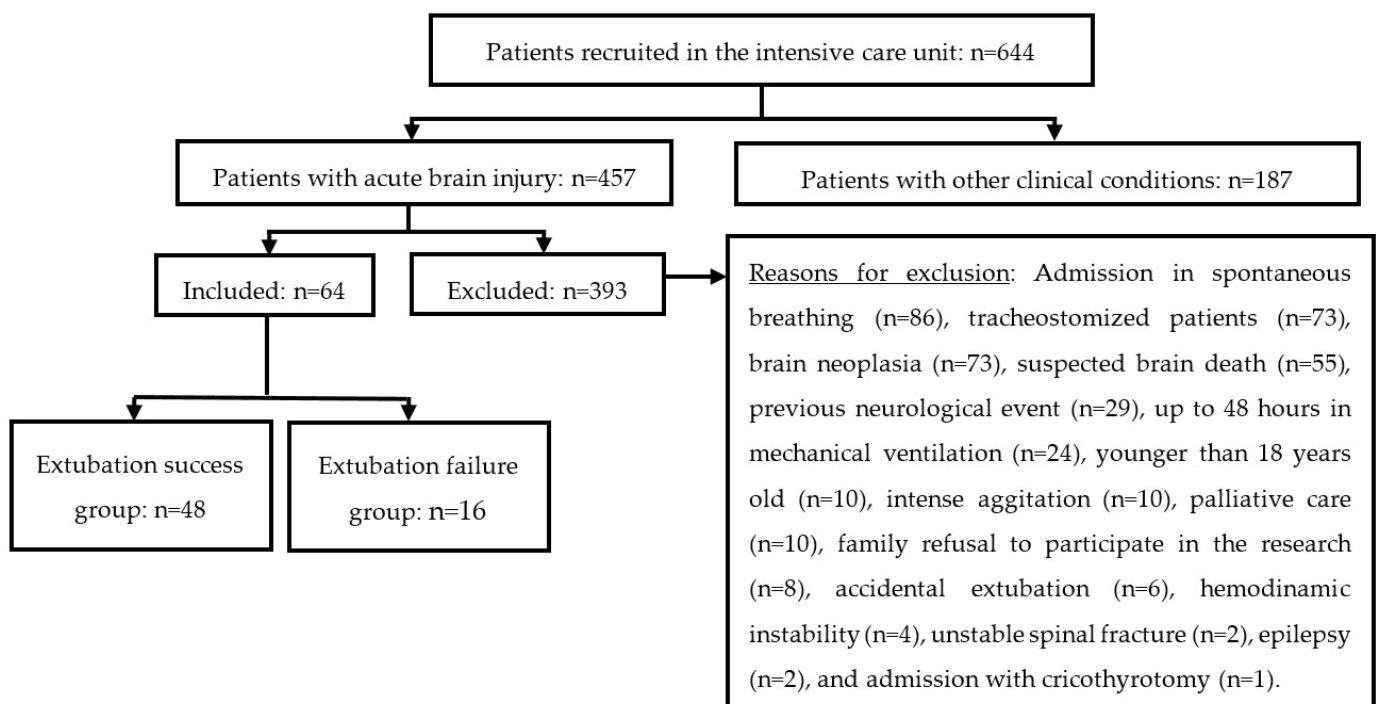 Patients recruited in the intensive care unit: n=644
Patients with acute brain injury: n=457
Patients with other clinical conditions: n=187
Included: n=64
Excluded: n=393
Reasons for exclusion: Admission in spontaneous
breathing (n=86), tracheostomized patients (n=73),
brain neoplasia (n=73), suspected brain death (n=55),
previous neurological event (n=29), up to 48 hours in
mechanical ventilation (n=24), younger than 18 years
old (n=10), intense aggitation (n=10), palliative care
(n=10), family refusal to participate in the research
(n=8), accidental extubation (n=6), hemodinamic
instability (n=4), unstable spinal fracture (n=2), epilepsy
(n=2), and admission with cricothyrotomy (n=1).
Extubation success
group: n=48
Extubation failure
group: n=16